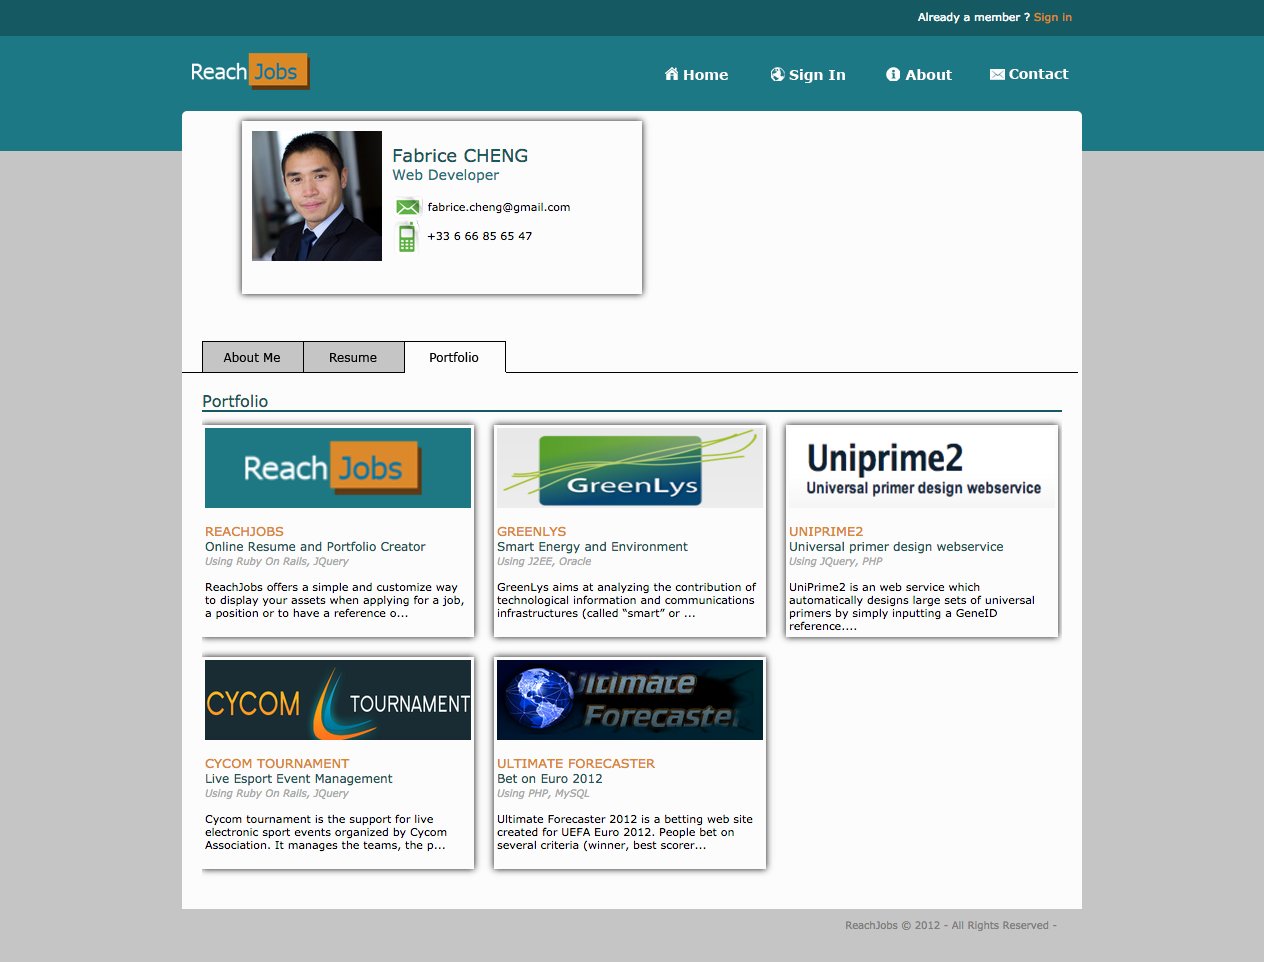 Already a member ? Sign in
Reach Jobs
Home
Sign In
About
Contact
Fabrice CHENG
Web Developer
fabrice.cheng@gmail.com
+33 6 66 85 65 47
About Me
Resume
Portfolio
Portfolio
Reach Jobs
REACHJOBS
Online Resume and Portfolio Creator
Using Ruby On Rails, JQuery
ReachJobs offers a simple and customize way
to display your assets when applying for a job,
a position or to have a reference o...
GreenLys
GREENLYS
Smart Energy and Environment
Using J2EE, Oracle
GreenLys aims at analyzing the contribution of
technological information and communications
infrastructures (called “smart” or ...
Uniprime2
Universal primer design webservice
UNIPRIME2
Universal primer design webservice
Using JQuery, PHP
UniPrime2 is an web service which
automatically designs large sets of universal
primers by simply inputting a GeneID
reference....
CYCOM TOURNAMENT
CYCOM TOURNAMENT
Live Esport Event Management
Using Ruby On Rails, JQuery
Cycom tournament is the support for live
electronic sport events organized by Cycom
Association. It manages the teams, the p...
Ultimate
Forecaster
ULTIMATE FORECASTER
Bet on Euro 2012
Using PHP, MySQL
Ultimate Forecaster 2012 is a betting web site
created for UEFA Euro 2012. People bet on
several criteria (winner, best scorer...
ReachJobs © 2012 - All Rights Reserved -